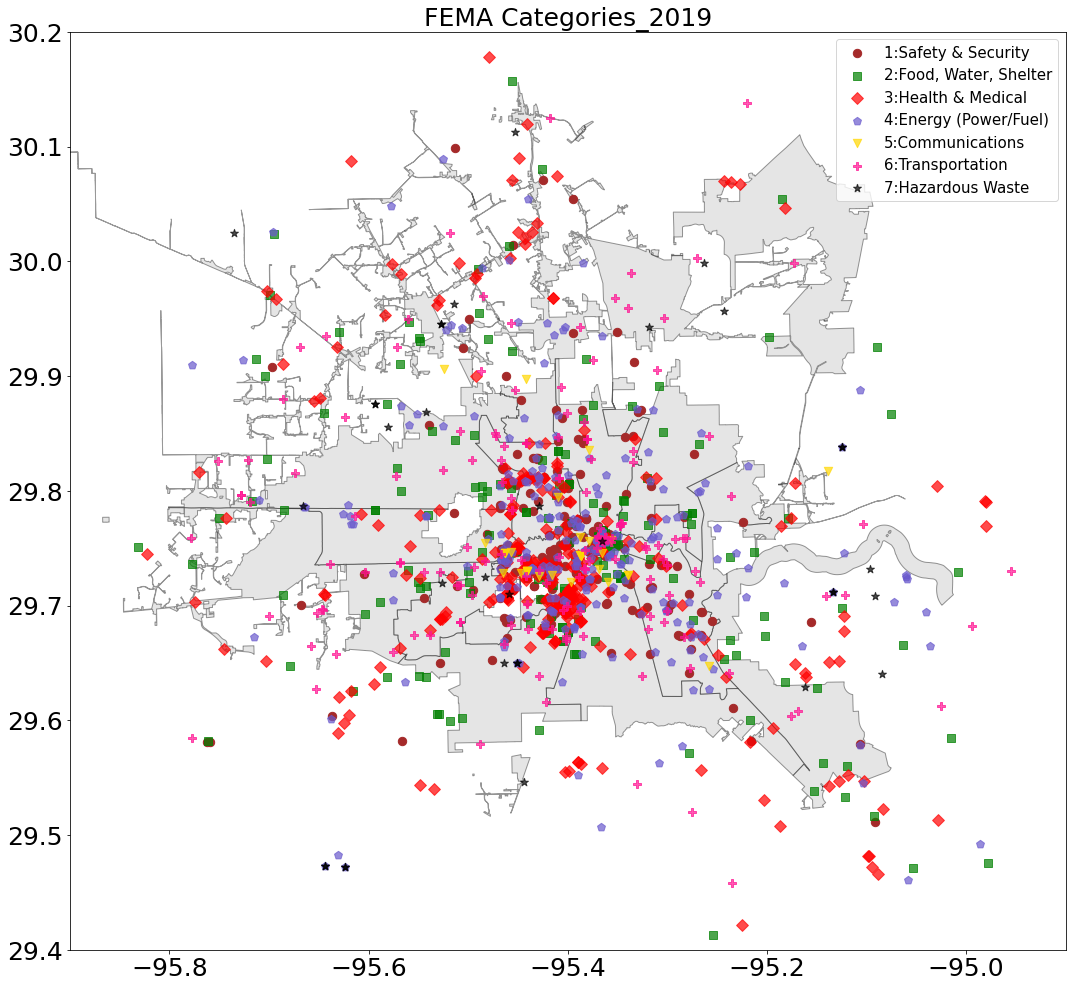 FEMA Categories_2019
30.2
30.1
30.0
29.9
29.8
29.7
29.6
29.5
29.4
1:Safety & Security
2:Food, Water, Shelter
3:Health & Medical
4:Energy (Power/Fuel)
5:Communications
6:Transportation
7:Hazardous Waste
−95.8 −95.6 −95.4 −95.2 −95.0